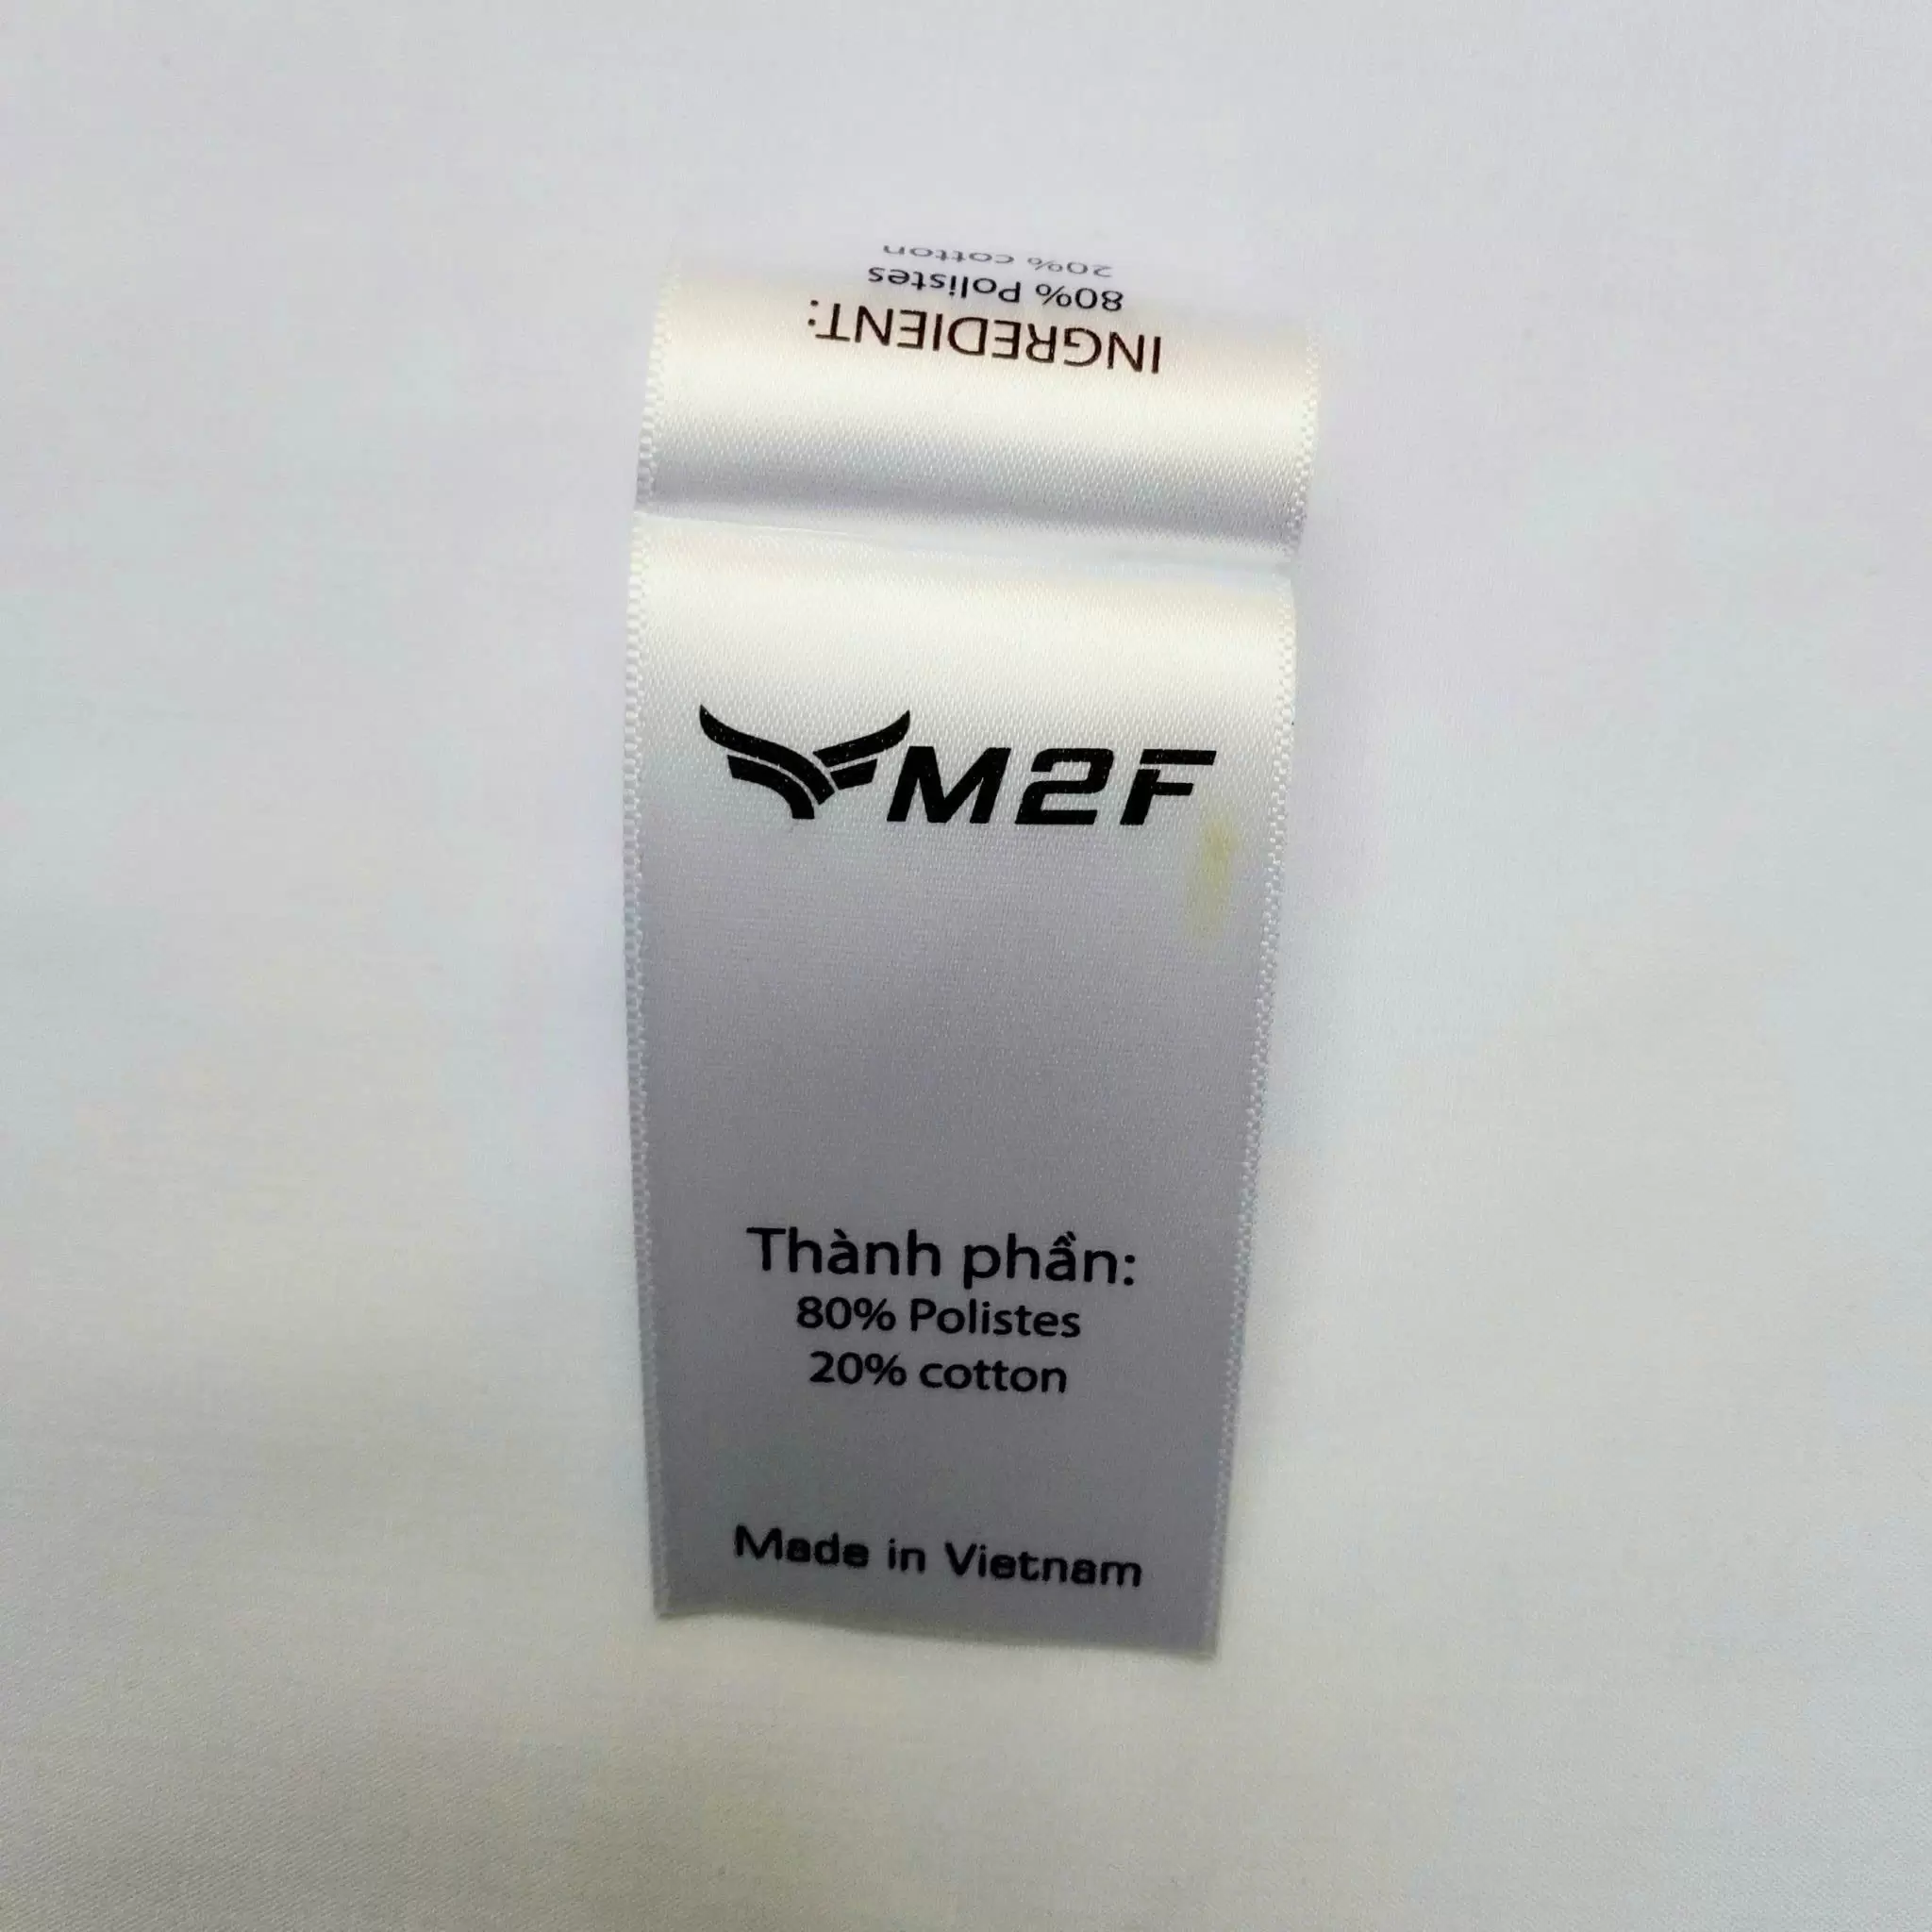 INGREDIENT:
80% Polistes
20% cotton
M2F
Thành phần:
80% Polistes
20% cotton
Made in Vietnam